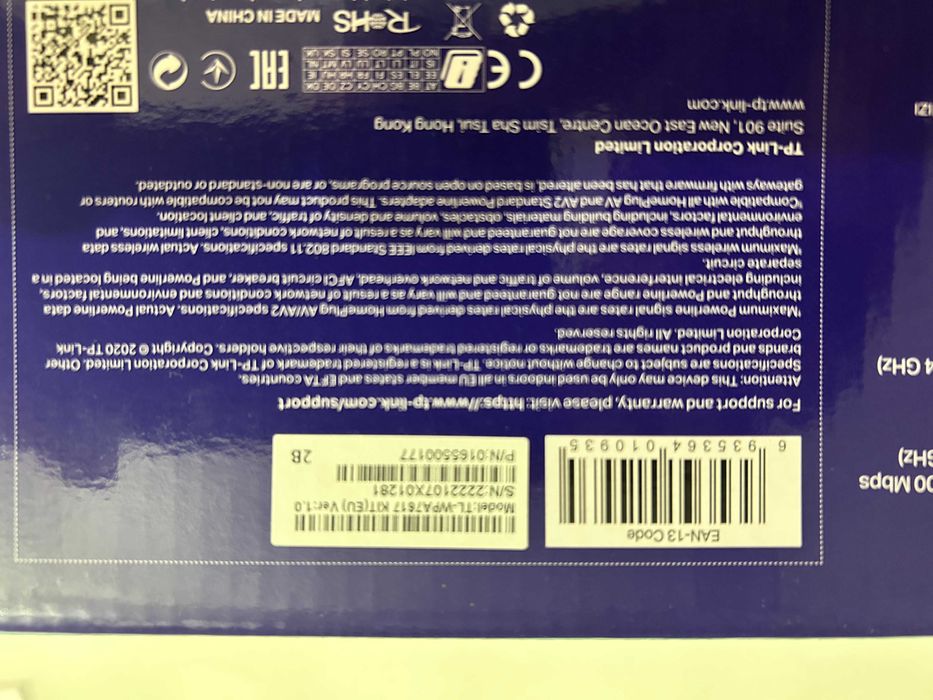 EAN-13 Code
6 935364 010935
Model:TL-WPA7617 KIT(EU) Ver:1.0
S/N:2222107X01281
P/N:0165500177
2B
For support and warranty, please visit: https://www.tp-link.com/support
Attention: This device may only be used indoors in all EU member states and EFTA countries.
Specifications are subject to change without notice. TP-Link is a registered trademark of TP-Link Corporation Limited. Other
brands and product names are trademarks or registered trademarks of their respective holders. Copyright © 2020 TP-Link
Corporation Limited. All rights reserved.
¹Maximum Powerline signal rates are the physical rates derived from HomePlug AV/AV2 specifications. Actual Powerline data
throughput and Powerline range are not guaranteed and will vary as a result of network conditions and environmental factors,
including electrical interference, volume of traffic and network overhead, AFCI circuit breaker, and Powerline being located in a
separate circuit.
Maximum wireless signal rates are the physical rates derived from IEEE Standard 802.11 specifications. Actual wireless data
throughput and wireless coverage are not guaranteed and will vary as a result of network conditions, client limitations, and
environmental factors, including building materials, obstacles, volume and density of traffic, and client location.
Compatible with all HomePlug AV and AV2 Standard Powerline adapters. This product may not be compatible with routers or
gateways with firmware that has been altered, is based on open source programs, or are non-standard or outdated.
TP-Link Corporation Limited
Suite 901, New East Ocean Centre, Tsim Sha Tsui, Hong Kong
www.tp-link.com
CE
EAC
RoHS
MADE IN CHINA
00 Mbps
GHz)
4 GHz)